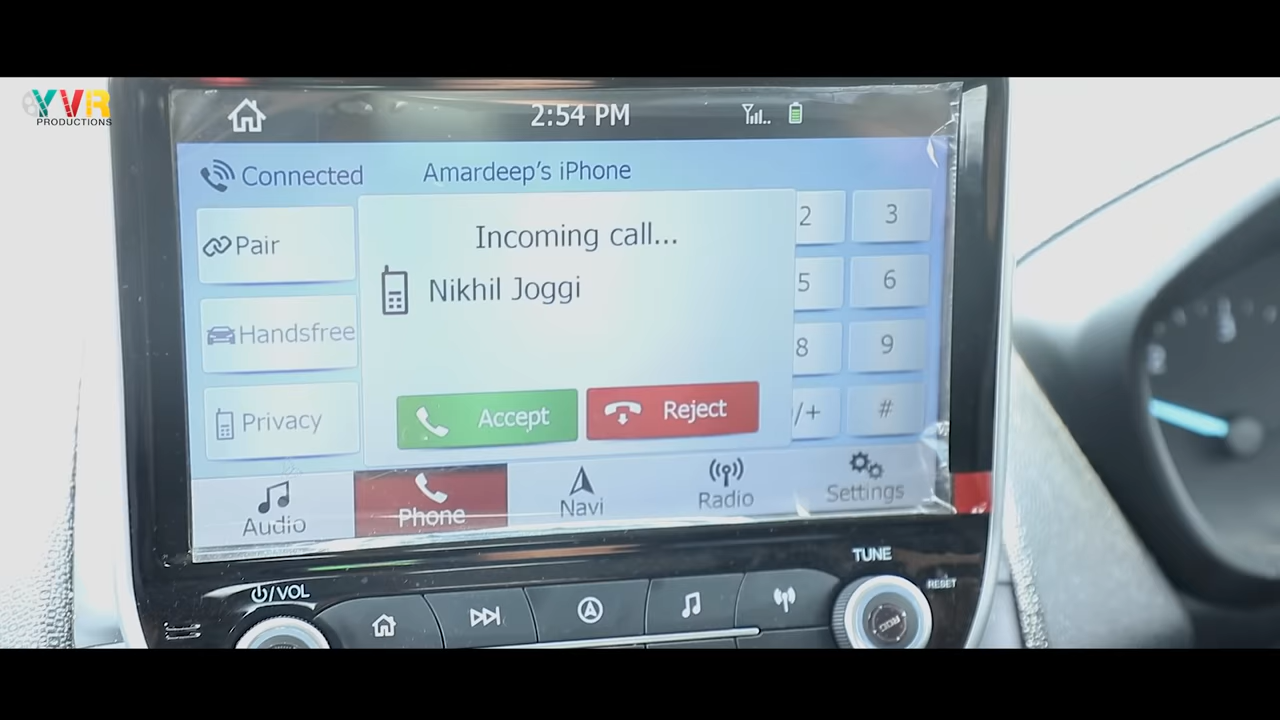 YVR
PRODUCTIONS
2:54 PM
Connected
Amardeep's iPhone
Pair
Incoming call...
2
3
Nikhil Joggi
5
6
Handsfree
8
9
Privacy
Accept
Reject
/+
#
Audio
Phone
Navi
Radio
Settings
/VOL
TUNE
RESET